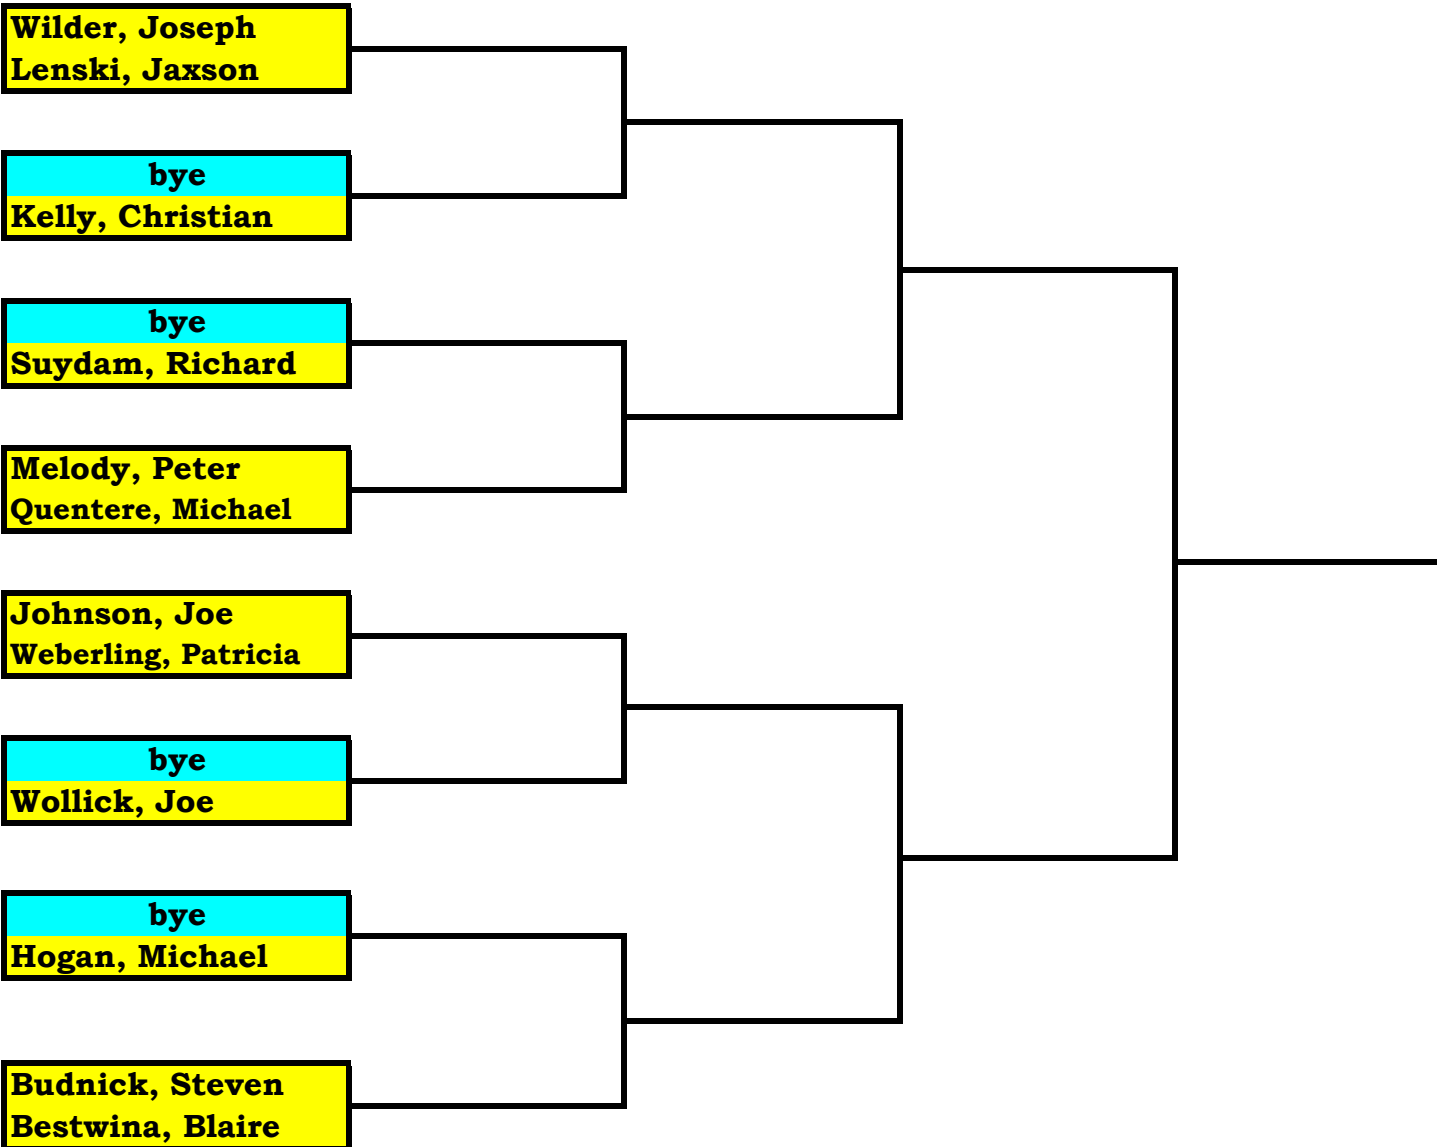 Wilder, Joseph
Lenski, Jaxson
bye
Kelly, Christian
bye
Suydam, Richard
Melody, Peter
Quentere, Michael
Johnson, Joe
Weberling, Patricia
bye
Wollick, Joe
bye
Hogan, Michael
Budnick, Steven
Bestwina, Blaire